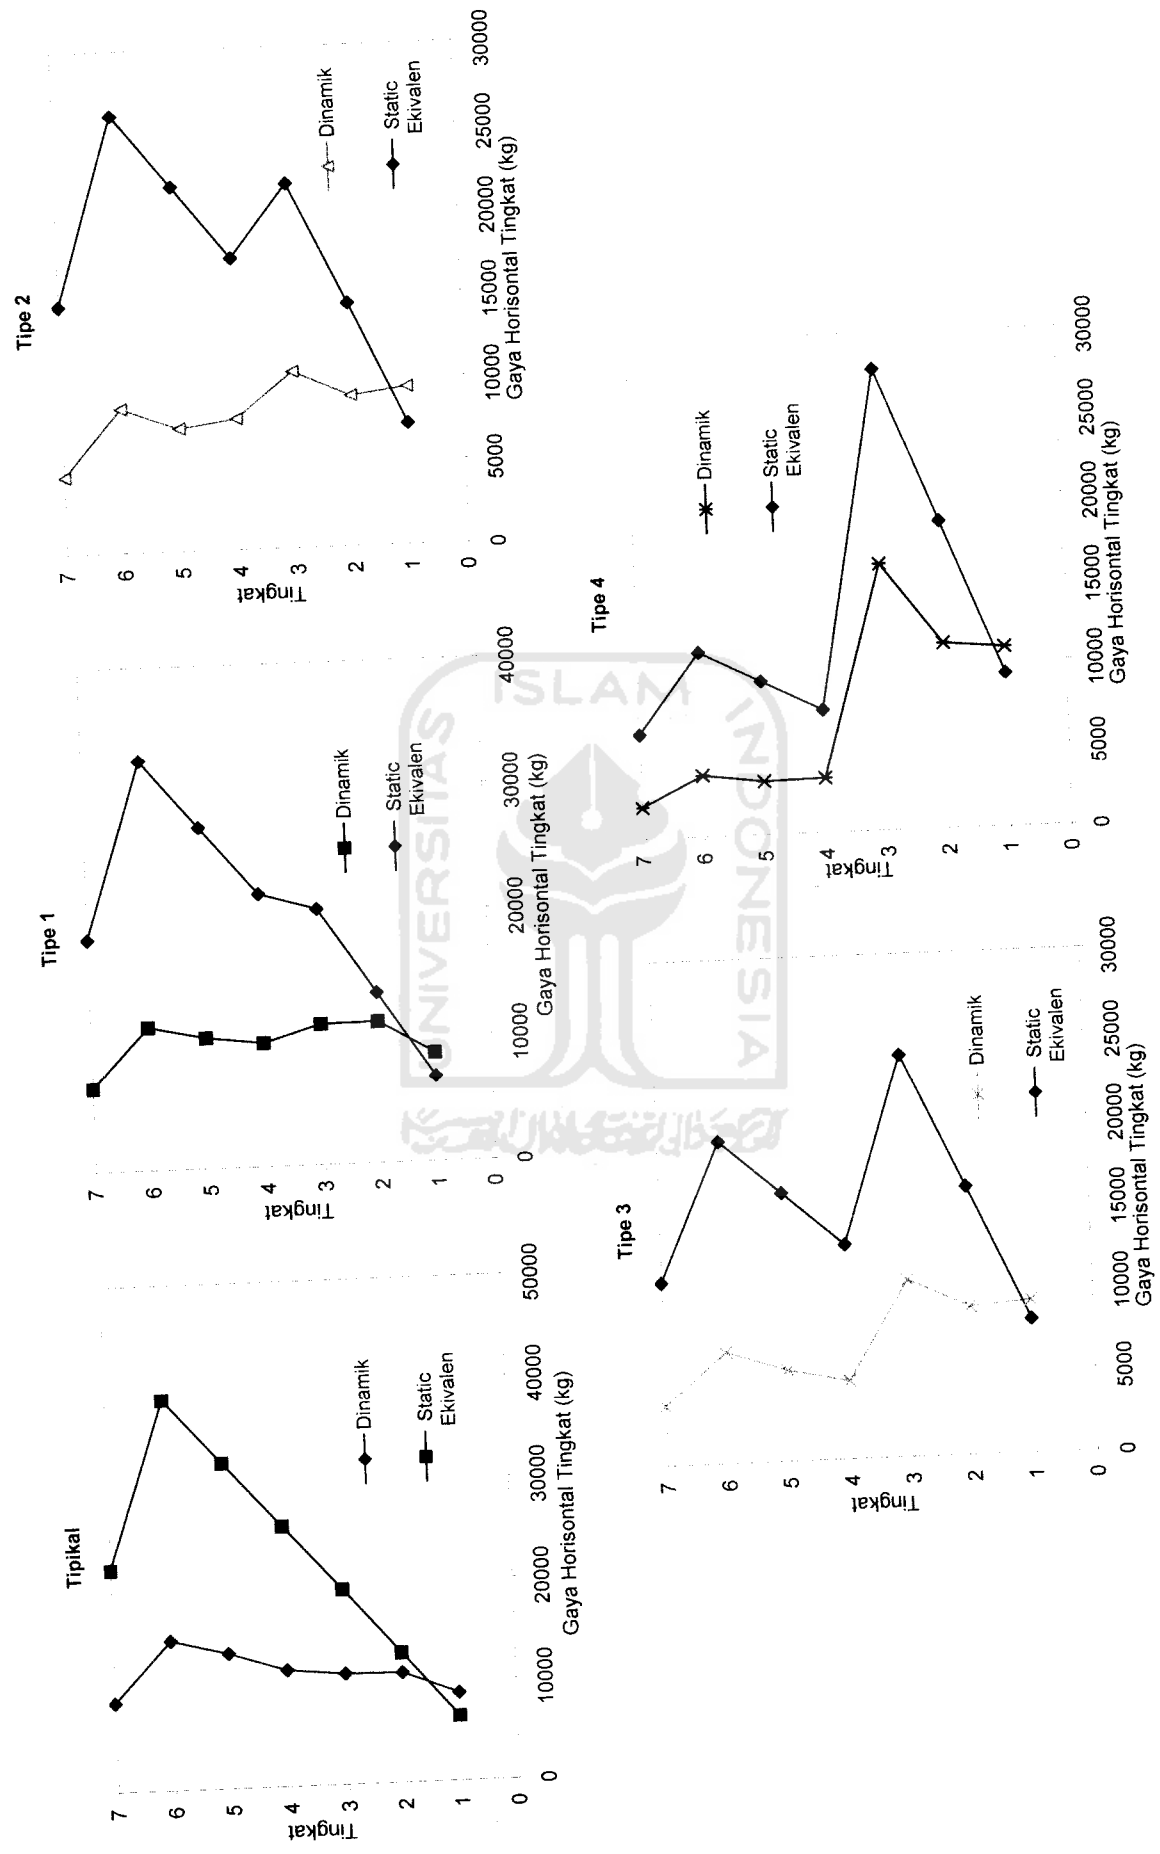 Tipikal
7
6
5
4
3
2
1
0
Tingkat
0
10000
20000
30000
40000
50000
Gaya Horisontal Tingkat (kg)
Dinamik
Static
Ekivalen
Tipe 1
7
6
5
4
3
2
1
0
Tingkat
0
10000
20000
30000
40000
Gaya Horisontal Tingkat (kg)
Dinamik
Static
Ekivalen
Tipe 2
7
6
5
4
3
2
1
0
Tingkat
0
5000
10000
15000
20000
25000
30000
Gaya Horisontal Tingkat (kg)
Dinamik
Static
Ekivalen
Tipe 3
7
6
5
4
3
2
1
0
Tingkat
0
5000
10000
15000
20000
25000
30000
Gaya Horisontal Tingkat (kg)
Dinamik
Static
Ekivalen
Tipe 4
7
6
5
4
3
2
1
0
Tingkat
0
5000
10000
15000
20000
25000
30000
Gaya Horisontal Tingkat (kg)
Dinamik
Static
Ekivalen
UNIVERSITAS ISLAM INDONESIA